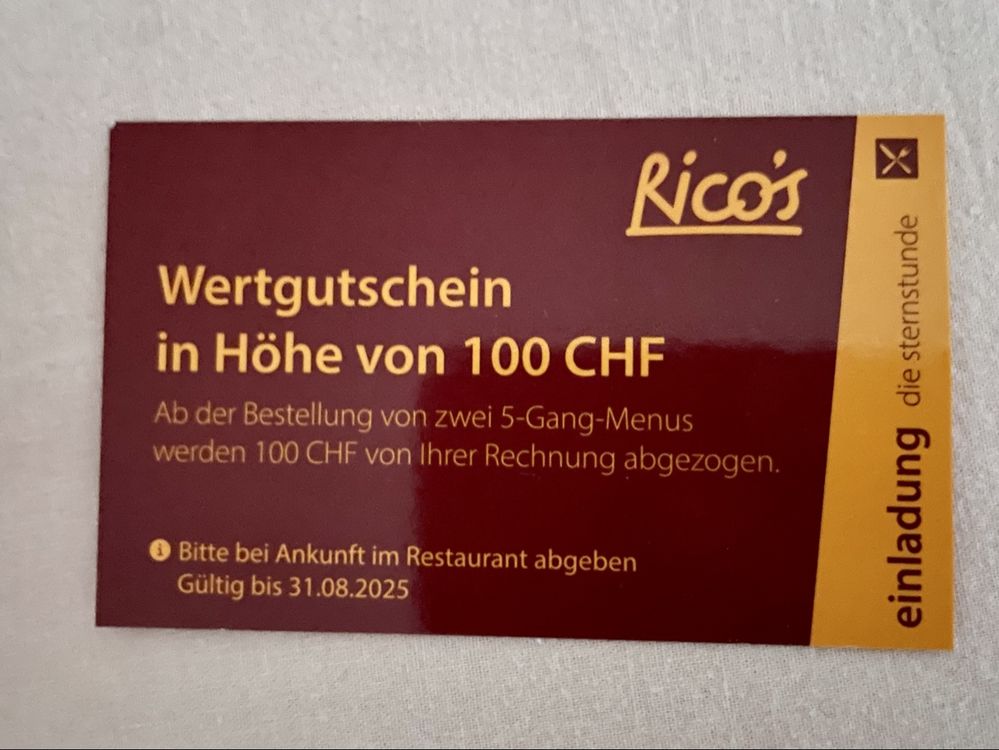 Rico's
Wertgutschein
in Höhe von 100 CHF
Ab der Bestellung von zwei 5-Gang-Menus
werden 100 CHF von Ihrer Rechnung abgezogen.
Bitte bei Ankunft im Restaurant abgeben
Gültig bis 31.08.2025
einladung die sternstunde